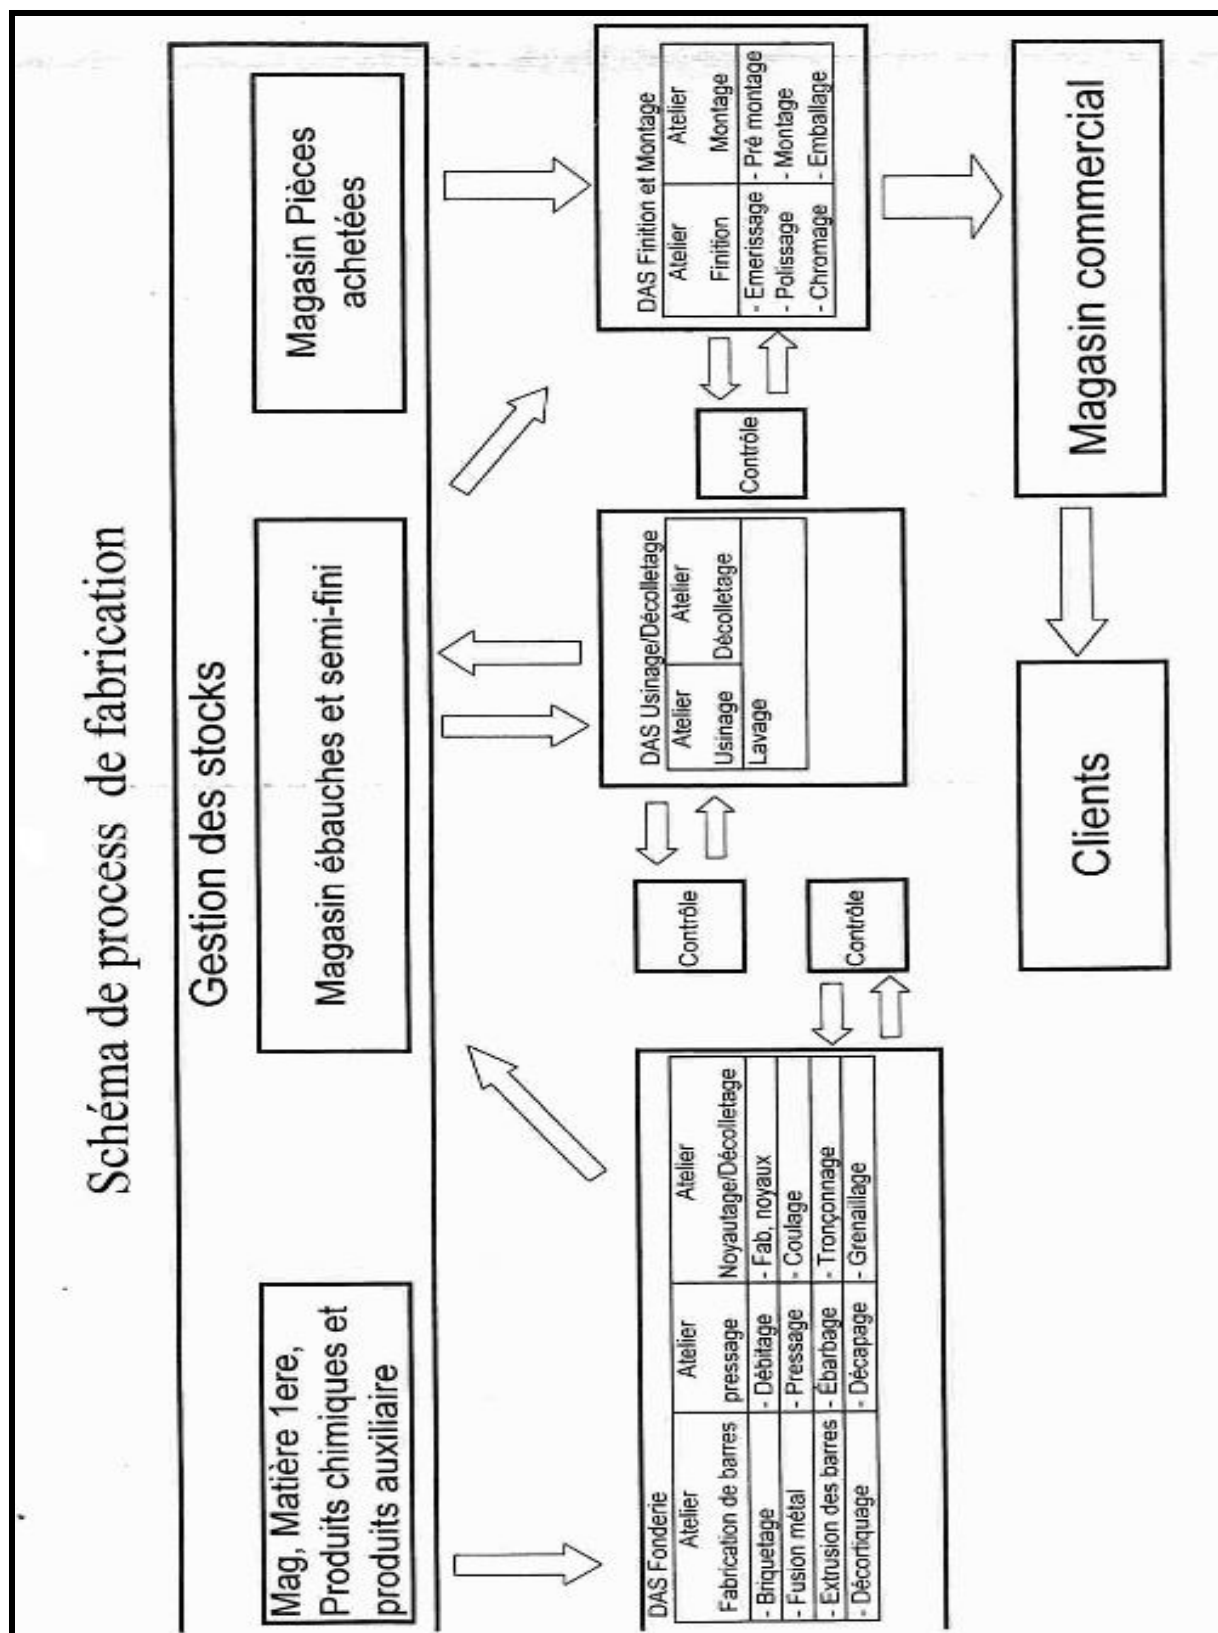 Schéma de process de fabrication
Gestion des stocks
Mag, Matière 1ere,
Produits chimiques et
produits auxiliaire
Magasin ébauches et semi-fini
Magasin Pièces
achetées
DAS Fonderie
Atelier
Fabrication de barres
Atelier
pressage
Atelier
Noyautage/Décolletage
- Briquetage
- Débitage
- Fab, noyaux
- Fusion métal
- Pressage
- Coulage
- Extrusion des barres
- Ébarbage
- Tronçonnage
- Décortiquage
- Décapage
- Grenaillage
Contrôle
Contrôle
DAS Usinage/Décolletage
Atelier
Usinage
Atelier
Décolletage
Lavage
Contrôle
DAS Finition et Montage
Atelier
Finition
Atelier
Montage
- Emerissage
- Polissage
- Chromage
- Pré montage
- Montage
- Emballage
Clients
Magasin commercial